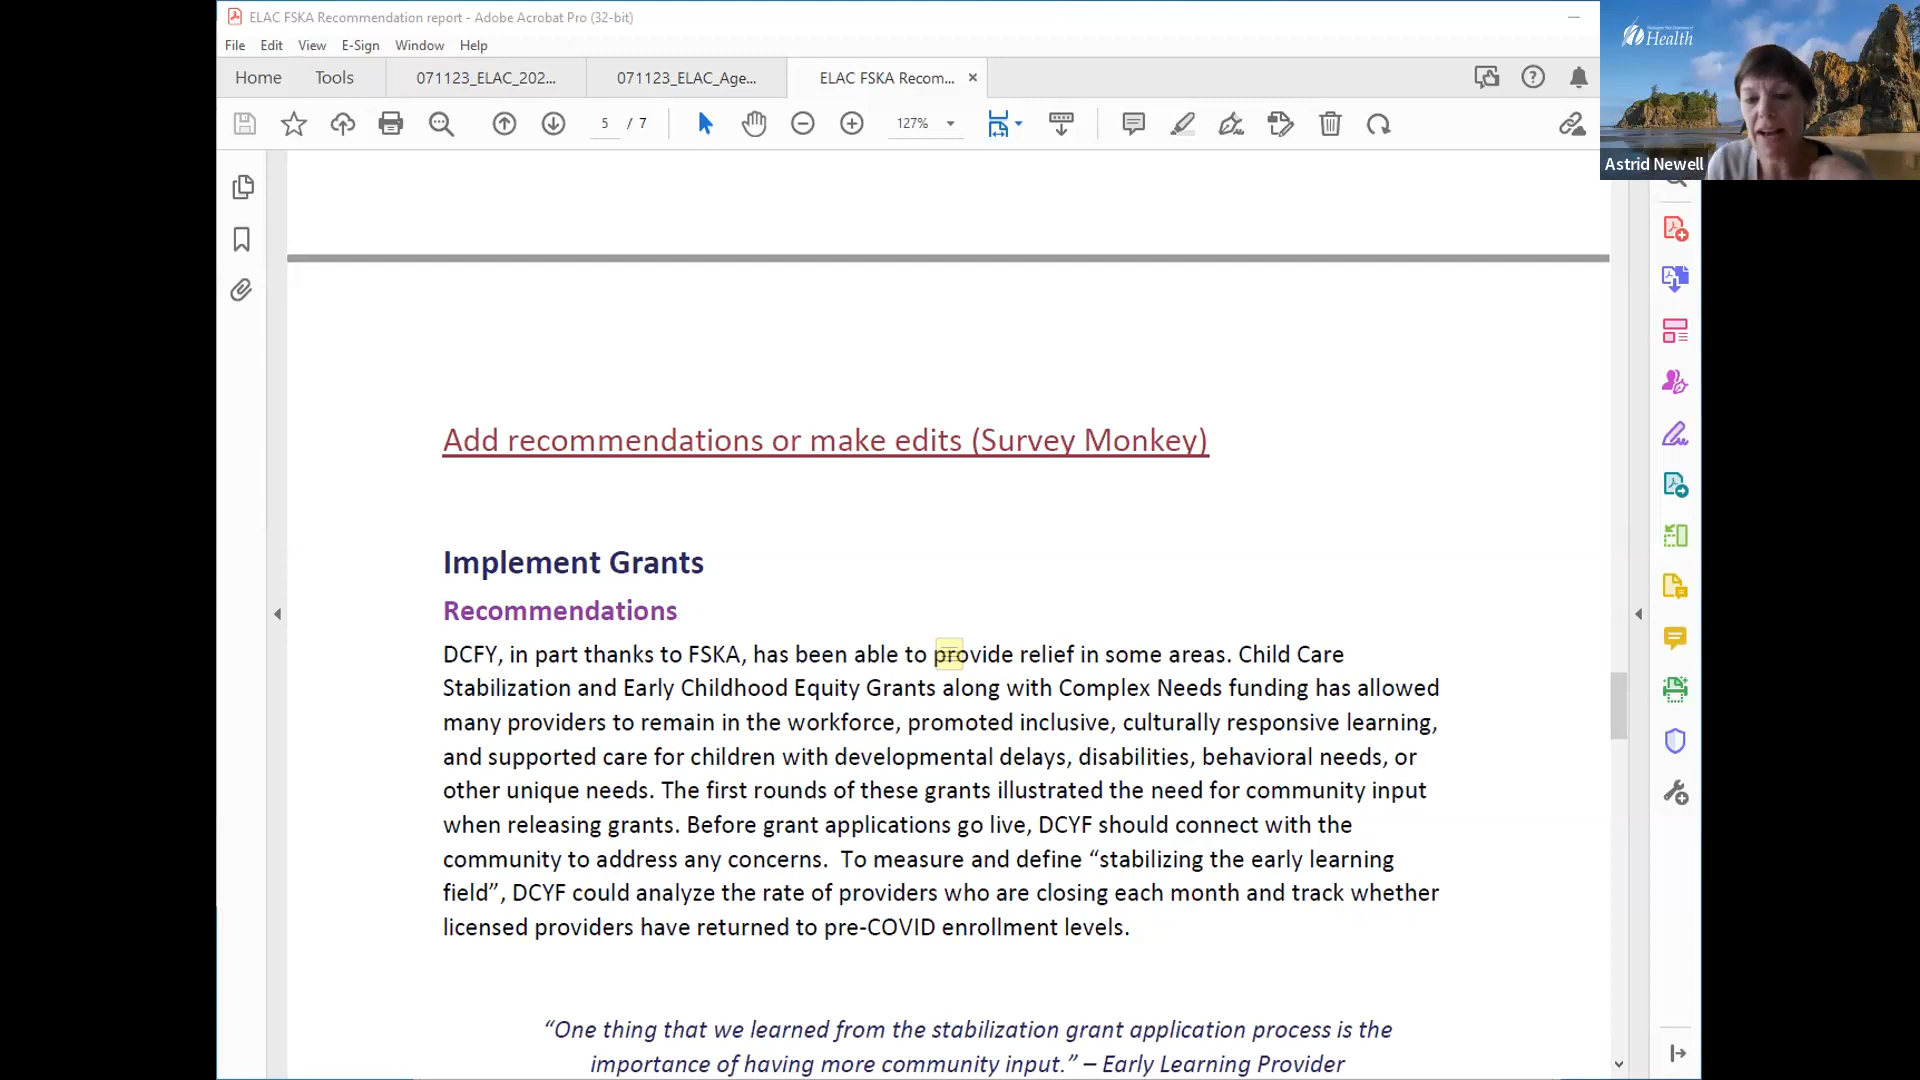 ELAC FSKA Recommendation report - Adobe Acrobat Pro (32-bit)
File Edit View E-Sign Window Help
Home Tools 071123_ELAC_202... 071123_ELAC_Age... ELAC FSKA Recom... ×
5 / 7 127%
Health
Astrid Newell
Add recommendations or make edits (Survey Monkey)
Implement Grants
Recommendations
DCFY, in part thanks to FSKA, has been able to provide relief in some areas. Child Care
Stabilization and Early Childhood Equity Grants along with Complex Needs funding has allowed
many providers to remain in the workforce, promoted inclusive, culturally responsive learning,
and supported care for children with developmental delays, disabilities, behavioral needs, or
other unique needs. The first rounds of these grants illustrated the need for community input
when releasing grants. Before grant applications go live, DCYF should connect with the
community to address any concerns.  To measure and define “stabilizing the early learning
field”, DCYF could analyze the rate of providers who are closing each month and track whether
licensed providers have returned to pre-COVID enrollment levels.
“One thing that we learned from the stabilization grant application process is the
importance of having more community input.” – Early Learning Provider